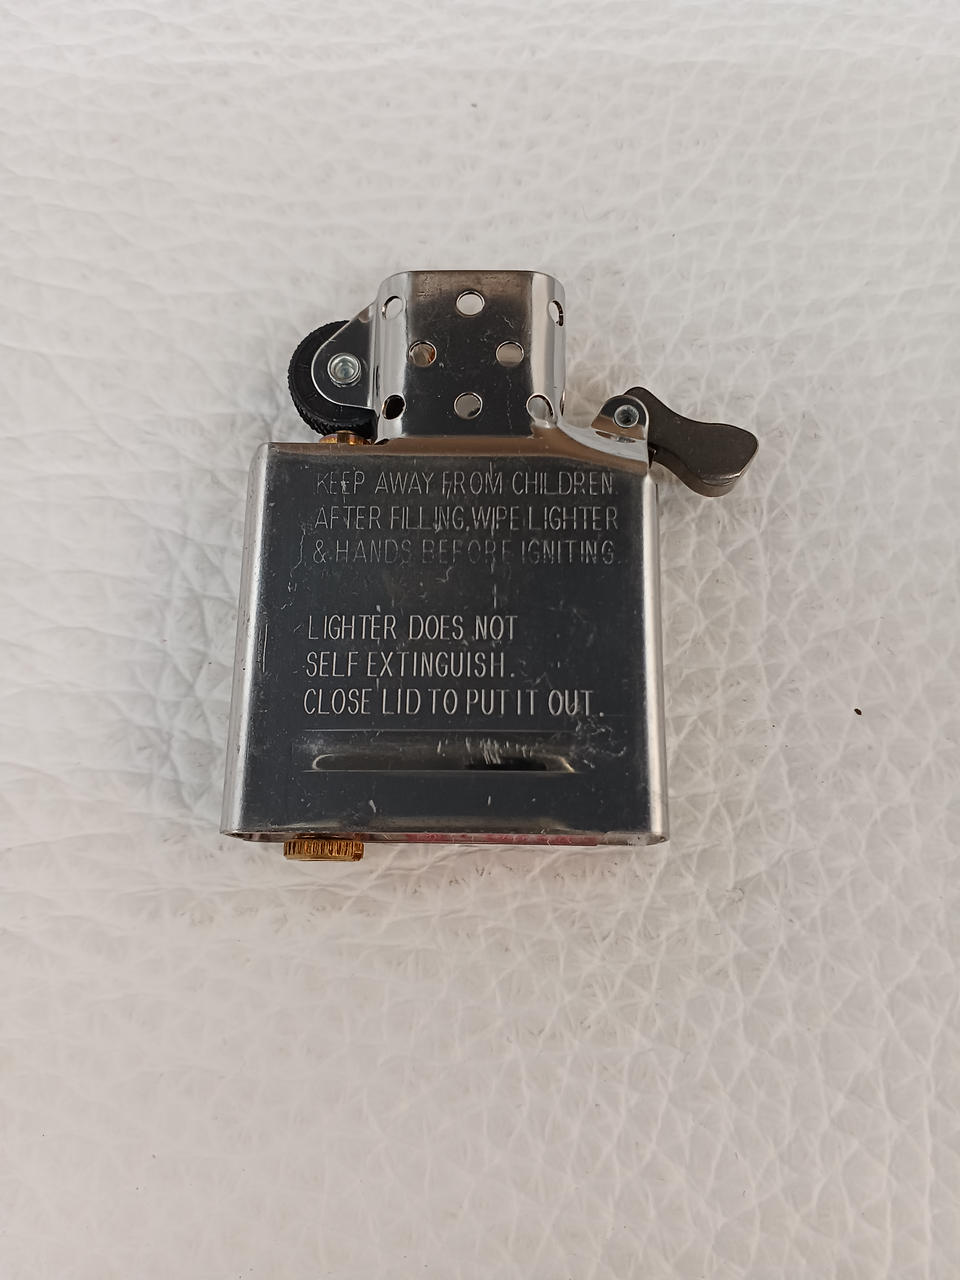 KEEP AWAY FROM CHILDREN.
AFTER FILLING, WIPE LIGHTER
& HANDS BEFORE IGNITING.
LIGHTER DOES NOT
SELF EXTINGUISH.
CLOSE LID TO PUT IT OUT.